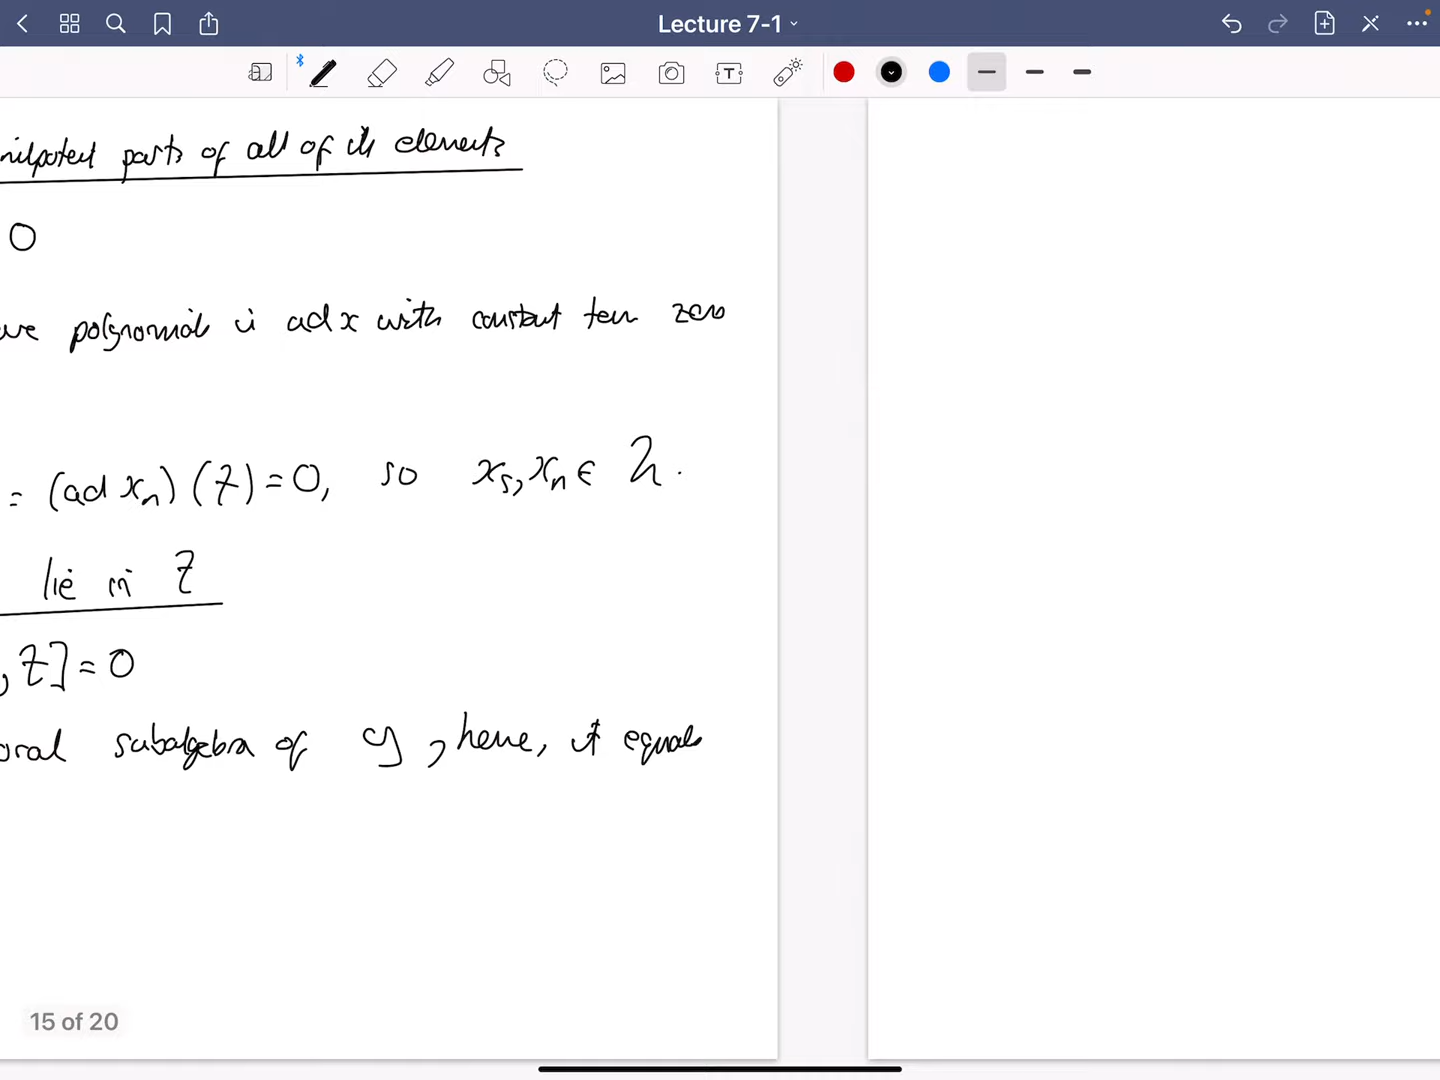 Lecture 7-1
nilpotent parts of all of its elements
0
ve polynomials in ad x with constant term zero
= (ad xₙ) (Z) = 0, so xₛ, xₙ ∈ h.
lie in Z
, Z] = 0
oral subalgebra of g, hence, it equals
15 of 20